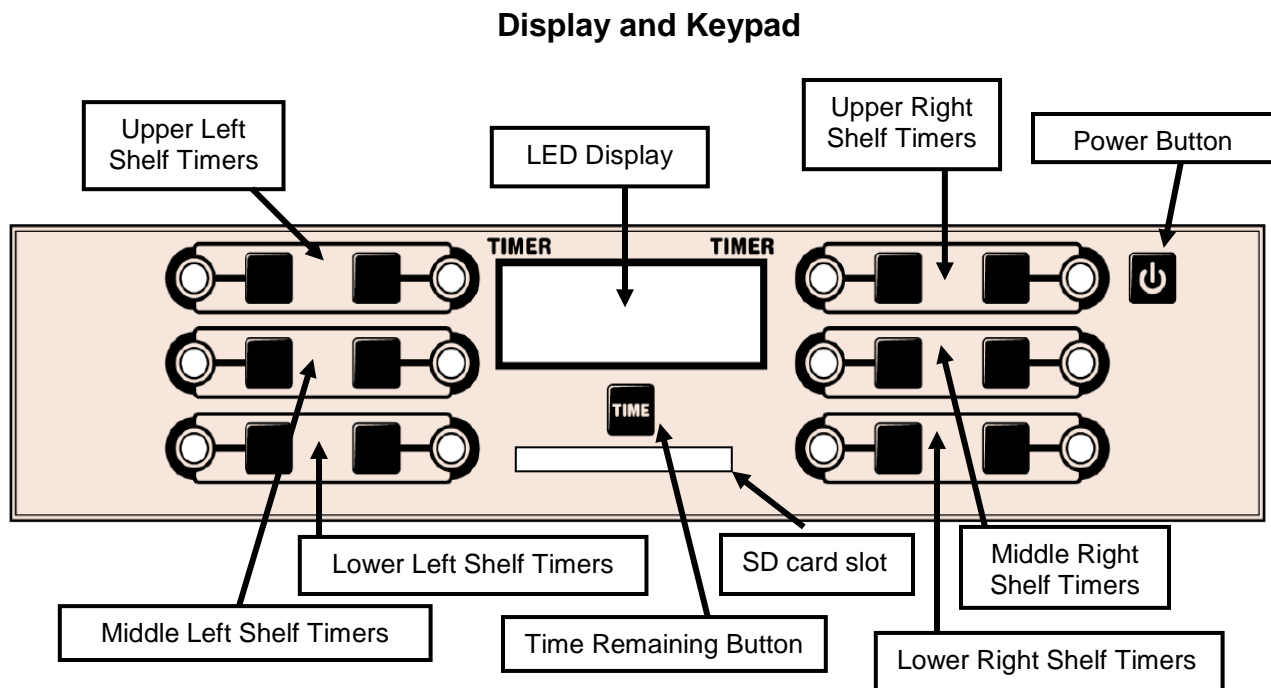 Display and Keypad
Upper Left
Shelf Timers
LED Display
Upper Right
Shelf Timers
Power Button
TIMER
TIMER
TIME
Lower Left Shelf Timers
SD card slot
Middle Right
Shelf Timers
Middle Left Shelf Timers
Time Remaining Button
Lower Right Shelf Timers